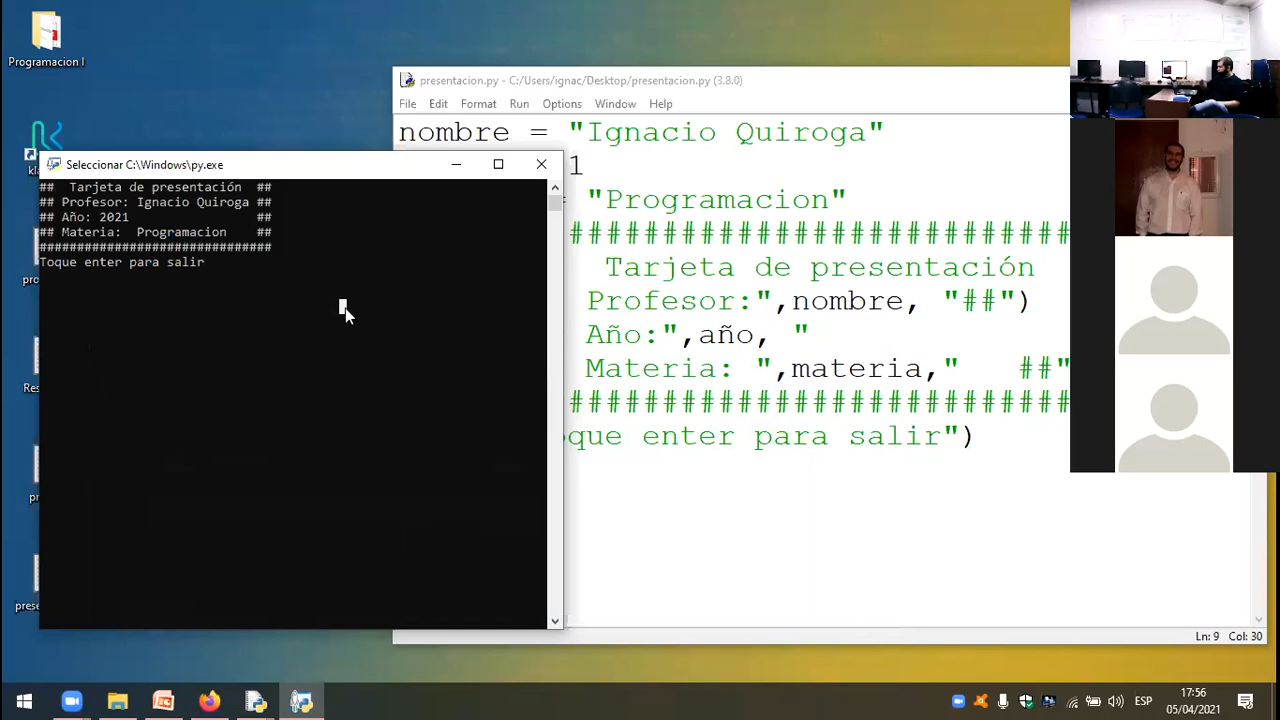 Programacion I
presentacion.py - C:/Users/ignac/Desktop/presentacion.py (3.8.0)
File Edit Format Run Options Window Help
nombre = "Ignacio Quiroga"
1
"Programacion"
Tarjeta de presentación
Profesor:",nombre, "##")
Año:",año, "
Materia: ",materia," ##"
############################
oque enter para salir")
Ln: 9 Col: 30
Seleccionar C:\Windows\py.exe
## Tarjeta de presentación ##
## Profesor: Ignacio Quiroga ##
## Año: 2021 ##
## Materia: Programacion ##
###############################
Toque enter para salir
ESP
17:56
05/04/2021